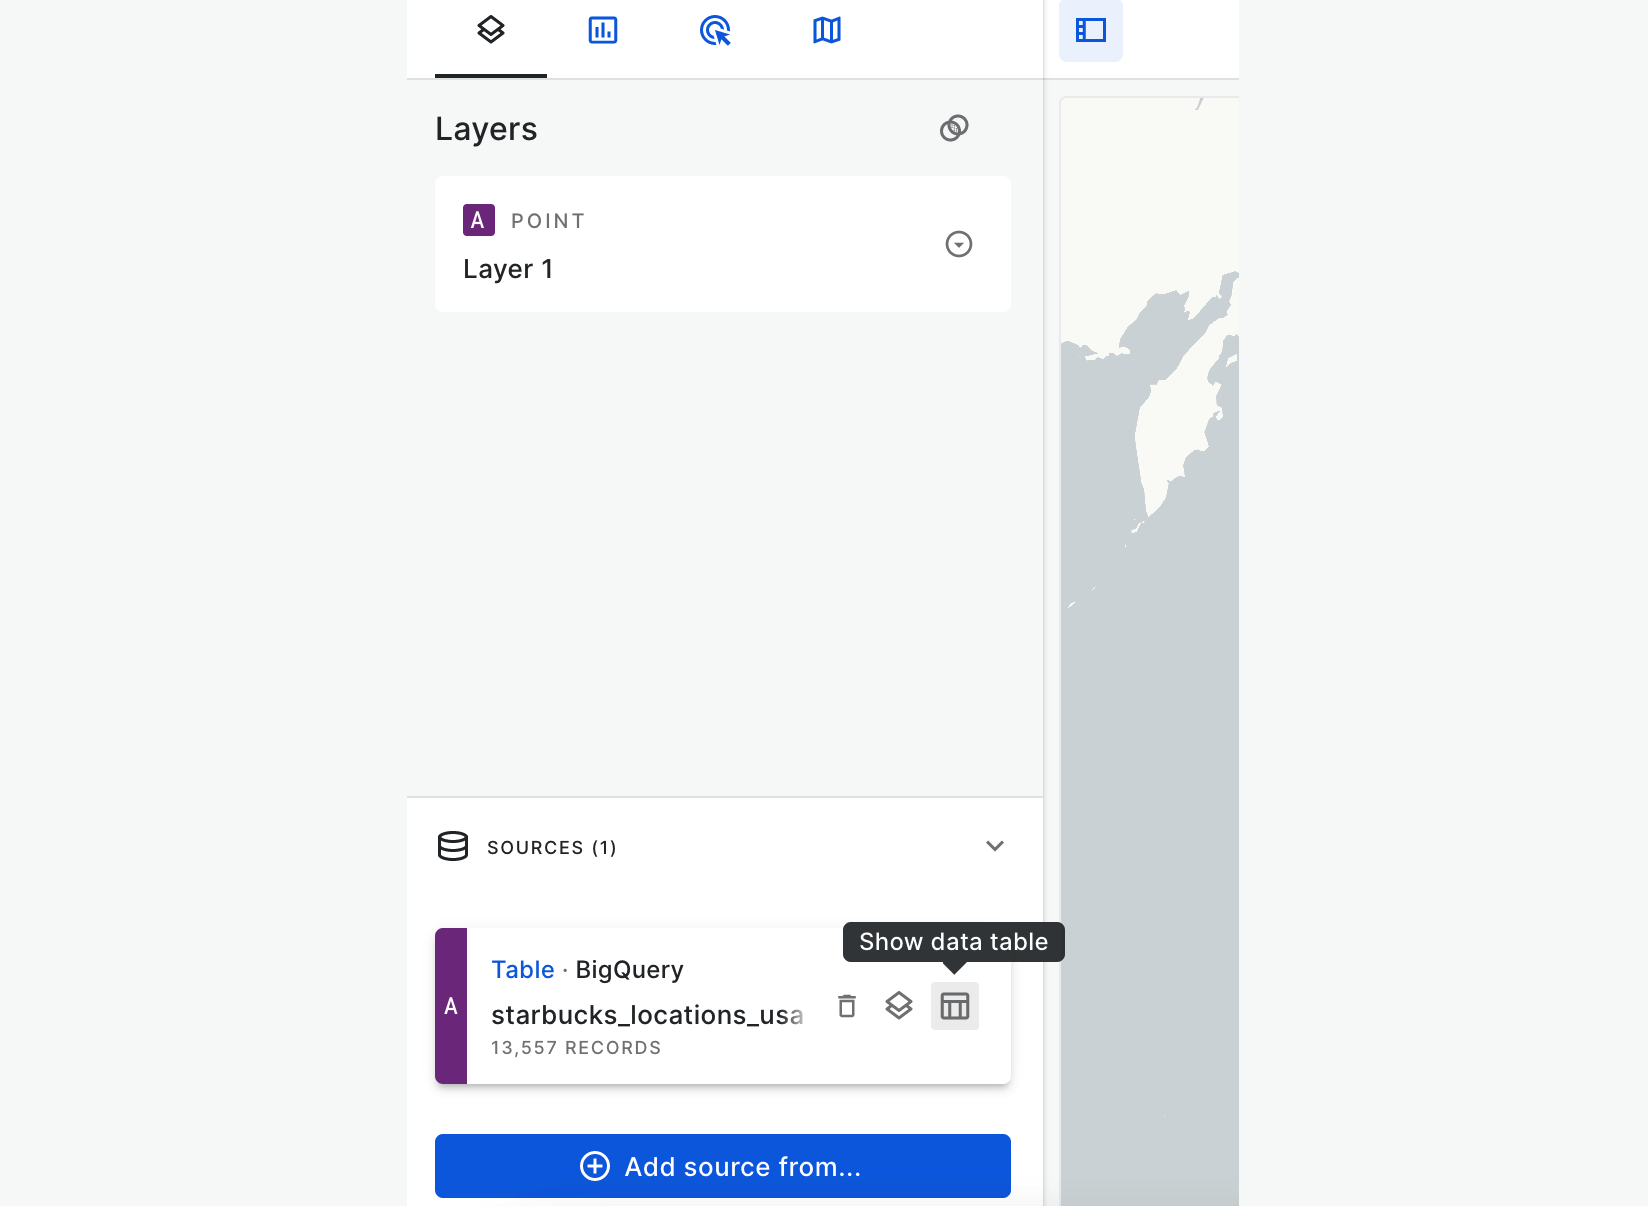 Layers
A POINT
Layer 1
SOURCES (1)
Show data table
Table · BigQuery
A
starbucks_locations_usa
13,557 RECORDS
Add source from...